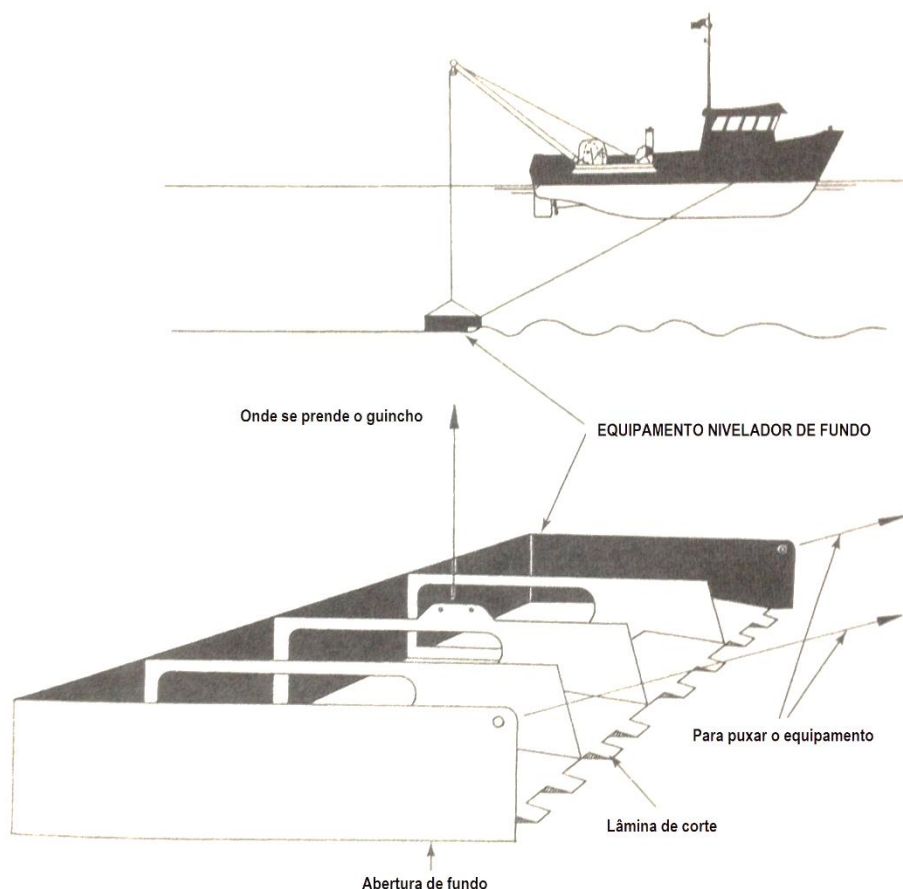 Onde se prende o guincho
EQUIPAMENTO NIVELADOR DE FUNDO
Para puxar o equipamento
Lâmina de corte
Abertura de fundo